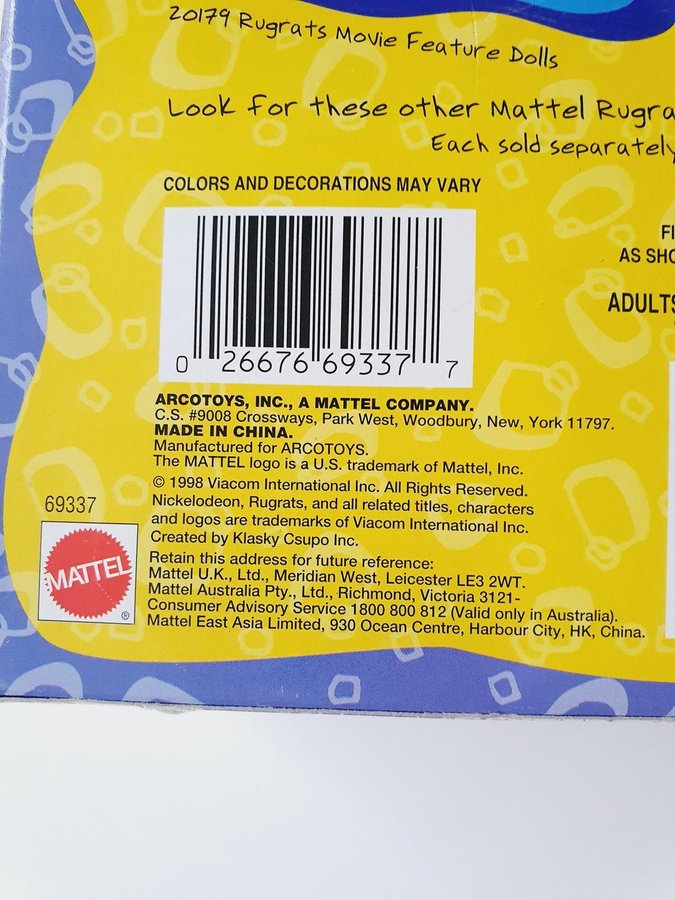 20179 Rugrats Movie Feature Dolls
Look for these other Mattel Rugra
Each sold separately
COLORS AND DECORATIONS MAY VARY
FI
AS SHO
ADULTS
0 26676 69337 7
ARCOTOYS, INC., A MATTEL COMPANY.
C.S. #9008 Crossways, Park West, Woodbury, New, York 11797.
MADE IN CHINA.
Manufactured for ARCOTOYS.
The MATTEL logo is a U.S. trademark of Mattel, Inc.
© 1998 Viacom International Inc. All Rights Reserved.
Nickelodeon, Rugrats, and all related titles, characters
and logos are trademarks of Viacom International Inc.
Created by Klasky Csupo Inc.
69337
MATTEL
®
Retain this address for future reference:
Mattel U.K., Ltd., Meridian West, Leicester LE3 2WT.
Mattel Australia Pty., Ltd., Richmond, Victoria 3121-
Consumer Advisory Service 1800 800 812 (Valid only in Australia).
Mattel East Asia Limited, 930 Ocean Centre, Harbour City, HK, China.